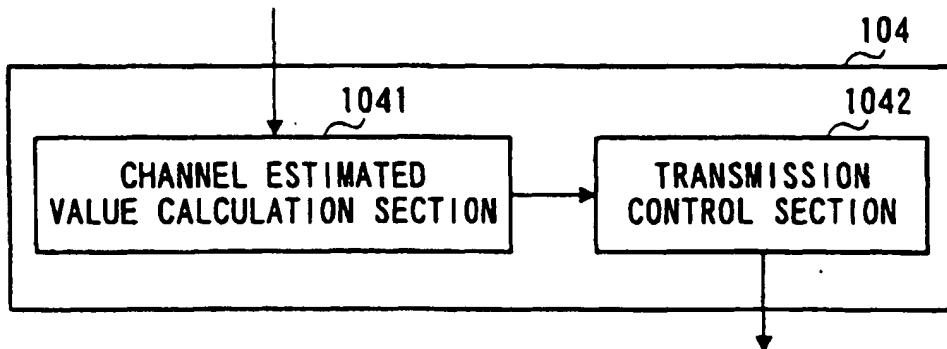 104
1041
1042
CHANNEL ESTIMATED
VALUE CALCULATION SECTION
TRANSMISSION
CONTROL SECTION